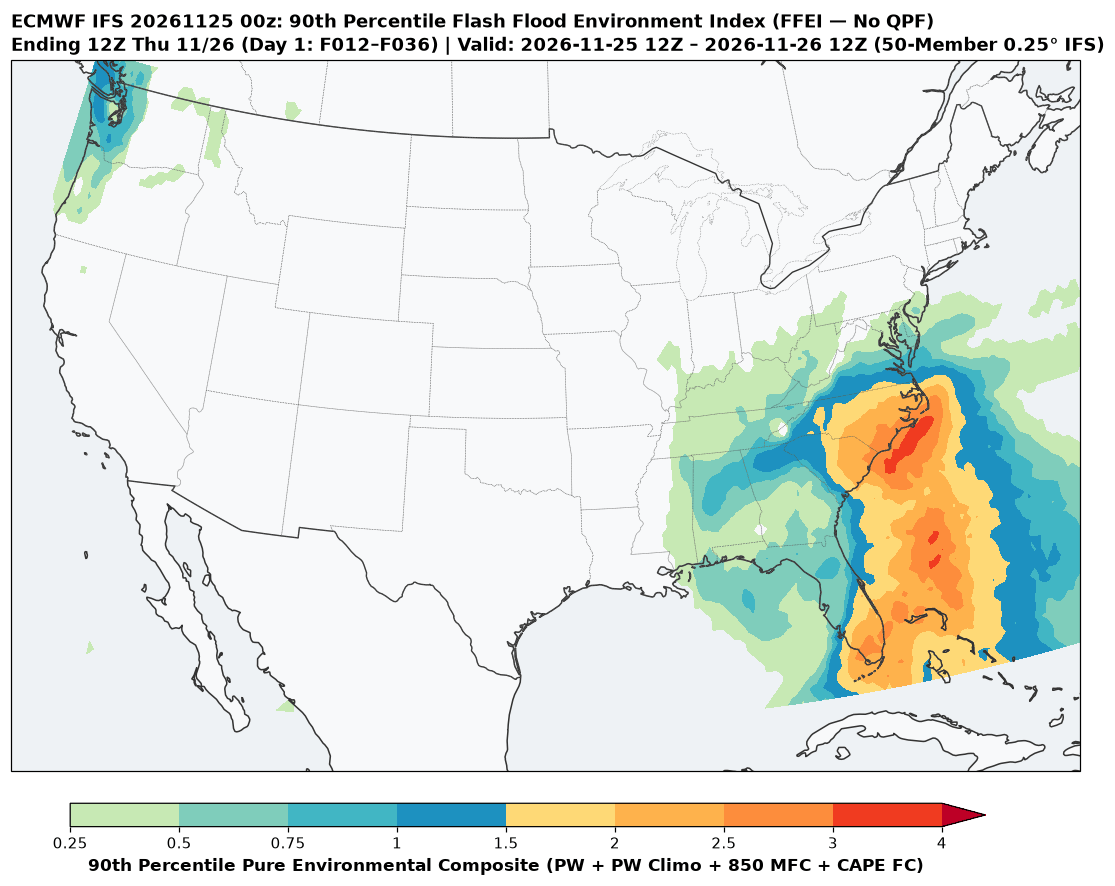 ECMWF IFS 20261125 00z: 90th Percentile Flash Flood Environment Index (FFEI — No QPF)
Ending 12Z Thu 11/26 (Day 1: F012–F036) | Valid: 2026-11-25 12Z – 2026-11-26 12Z (50-Member 0.25° IFS)
0.25 0.5 0.75 1 1.5 2 2.5 3 4
90th Percentile Pure Environmental Composite (PW + PW Climo + 850 MFC + CAPE FC)